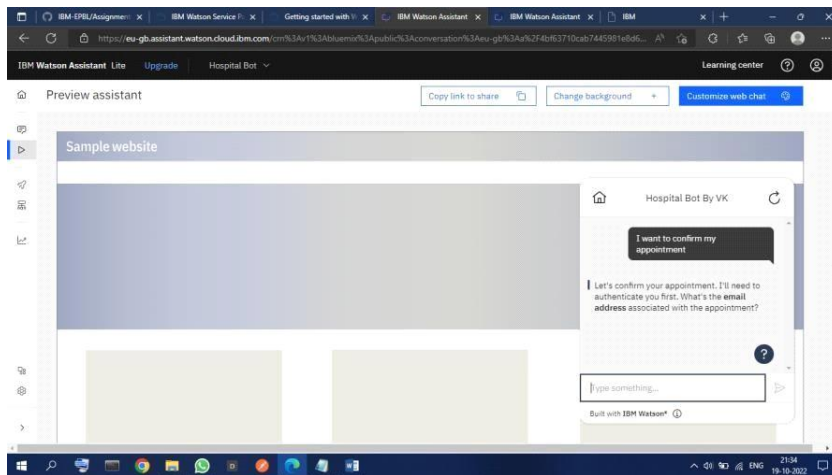 IBM-EPBL/Assignmen
IBM Watson Service Pa
Getting started with
IBM Watson Assistant
IBM Watson Assistant
IBM
https://eu-gb.assistant.watson.cloud.ibm.com/
IBM Watson Assistant Lite
Upgrade
Hospital Bot
Learning center
Preview assistant
Copy link to share
Change background
Customize web chat
Sample website
Hospital Bot By VK
I want to confirm my
appointment
Let's confirm your appointment. I'll need to
authenticate you first. What's the email
address associated with the appointment?
?
Type something...
Built with IBM Watson®
ENG
21:34
19-10-2022